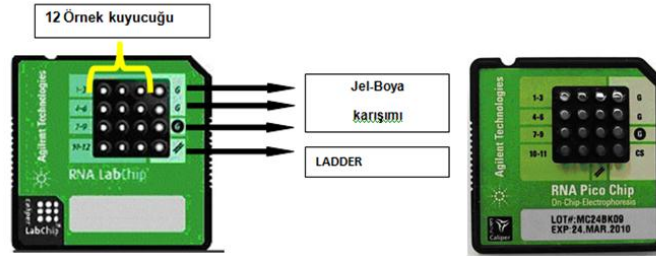 12 Örnek kuyucuğu
1-3
G
4-6
G
7-9
G
10-12
Agilent Technologies
RNA LabChip
caliper
LabChip
Jel-Boya
karışımı
LADDER
Agilent Technologies
1-3
G
4-6
G
7-9
G
10-11
CS
RNA Pico Chip
On-Chip-Electrophoresis
LOT#:MC24BK09
EXP:24.MAR.2010
Caliper